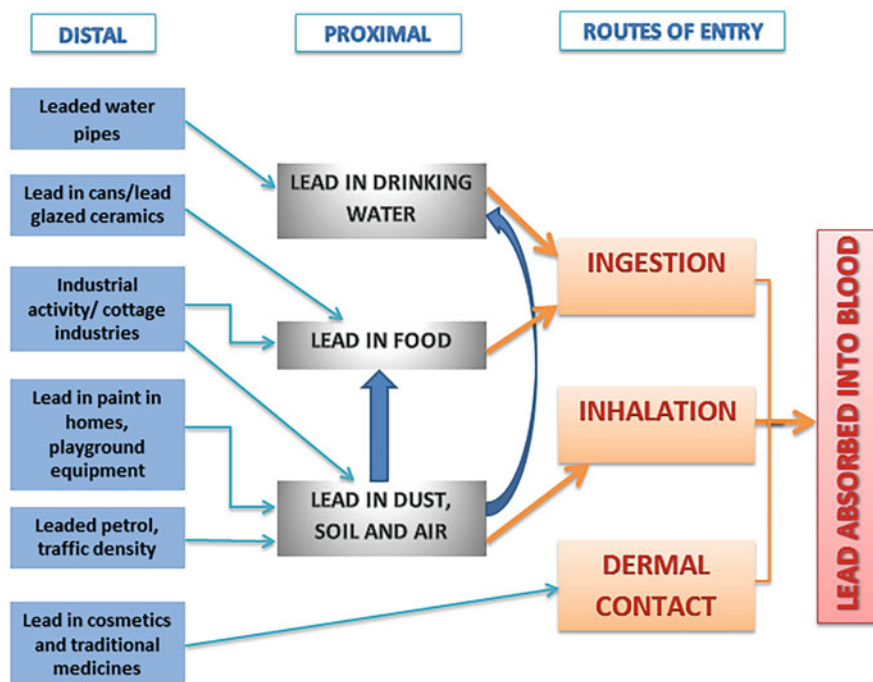 DISTAL
PROXIMAL
ROUTES OF ENTRY
Leaded water
pipes
Lead in cans/lead
glazed ceramics
Industrial
activity/ cottage
industries
Lead in paint in
homes,
playground
equipment
Leaded petrol,
traffic density
Lead in cosmetics
and traditional
medicines
LEAD IN DRINKING
WATER
LEAD IN FOOD
LEAD IN DUST,
SOIL AND AIR
INGESTION
INHALATION
DERMAL
CONTACT
LEAD ABSORBED INTO BLOOD